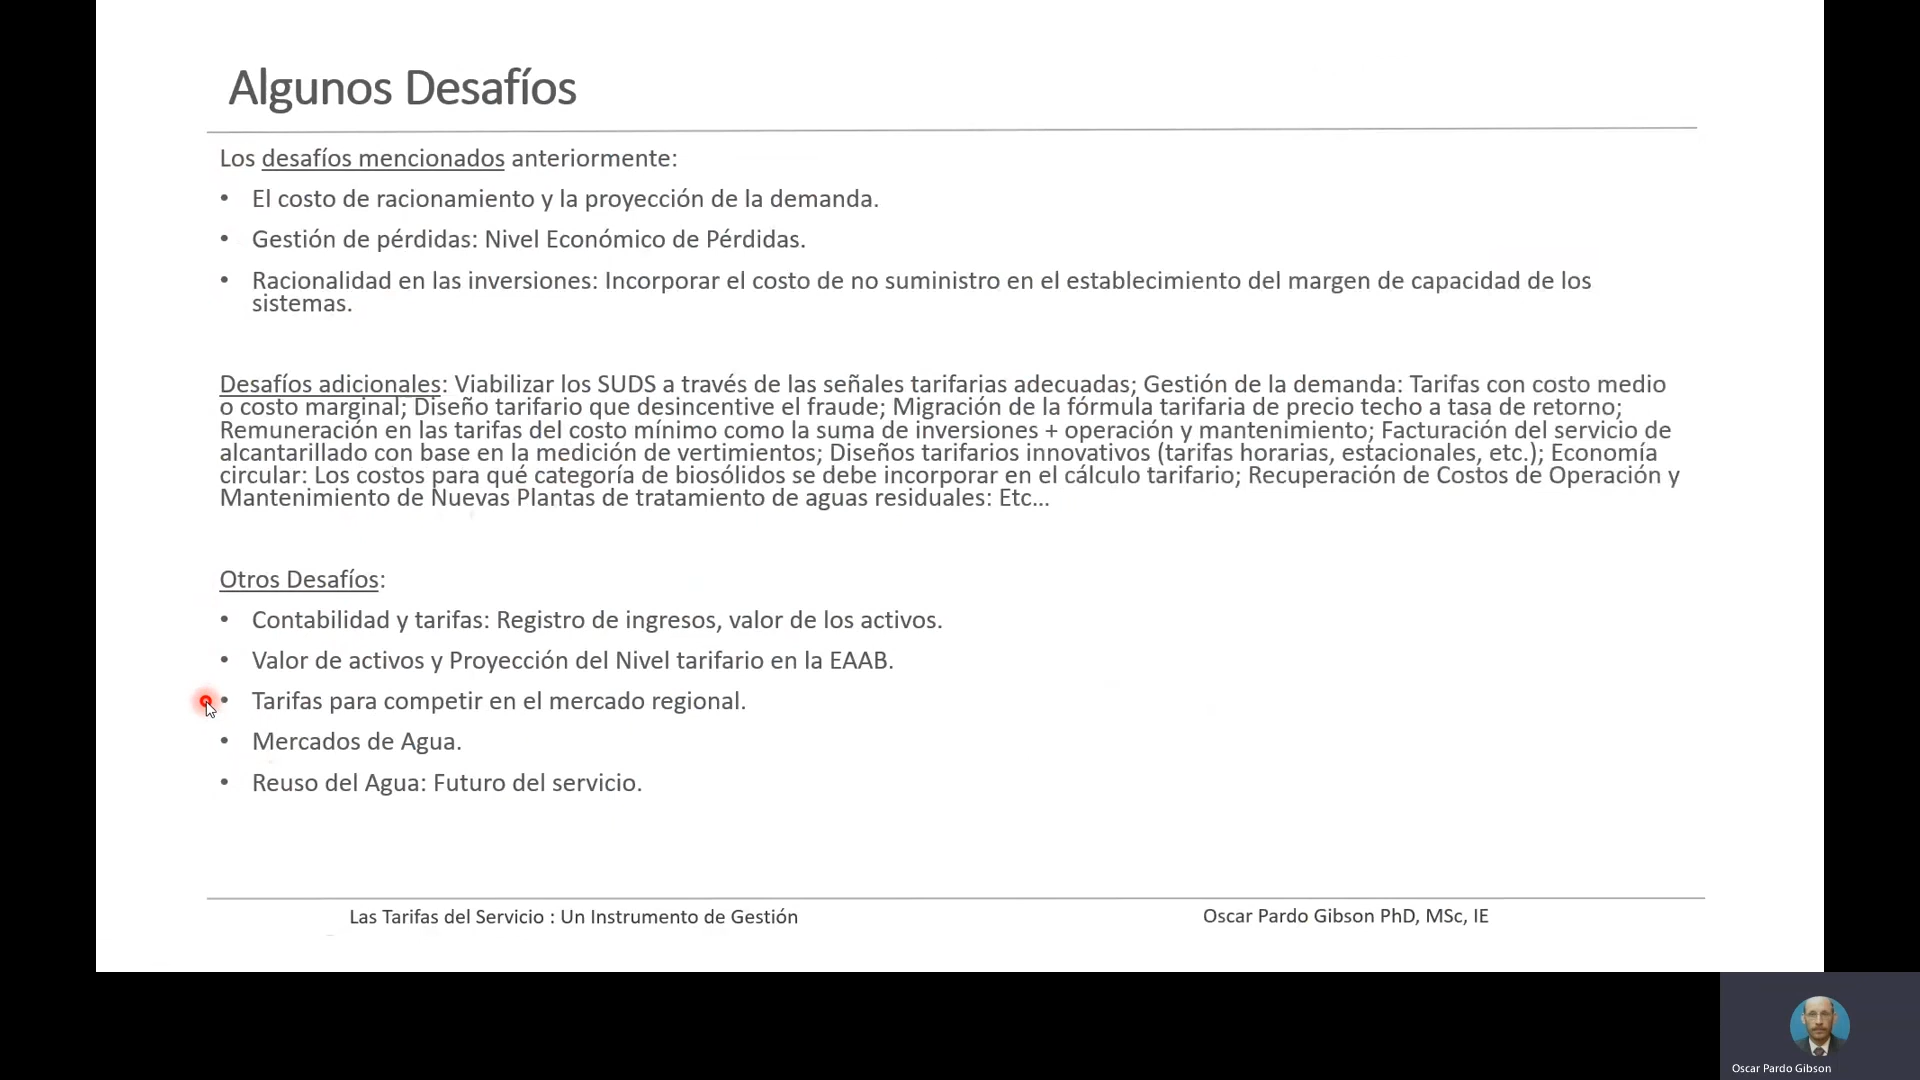 Algunos Desafíos
Los desafíos mencionados anteriormente:
• El costo de racionamiento y la proyección de la demanda.
• Gestión de pérdidas: Nivel Económico de Pérdidas.
• Racionalidad en las inversiones: Incorporar el costo de no suministro en el establecimiento del margen de capacidad de los
sistemas.
Desafíos adicionales: Viabilizar los SUDS a través de las señales tarifarias adecuadas; Gestión de la demanda: Tarifas con costo medio
o costo marginal; Diseño tarifario que desincentive el fraude; Migración de la fórmula tarifaria de precio techo a tasa de retorno;
Remuneración en las tarifas del costo mínimo como la suma de inversiones + operación y mantenimiento; Facturación del servicio de
alcantarillado con base en la medición de vertimientos; Diseños tarifarios innovativos (tarifas horarias, estacionales, etc.); Economía
circular: Los costos para qué categoría de biosólidos se debe incorporar en el cálculo tarifario; Recuperación de Costos de Operación y
Mantenimiento de Nuevas Plantas de tratamiento de aguas residuales: Etc...
Otros Desafíos:
• Contabilidad y tarifas: Registro de ingresos, valor de los activos.
• Valor de activos y Proyección del Nivel tarifario en la EAAB.
• Tarifas para competir en el mercado regional.
• Mercados de Agua.
• Reuso del Agua: Futuro del servicio.
Las Tarifas del Servicio : Un Instrumento de Gestión
Oscar Pardo Gibson PhD, MSc, IE
Oscar Pardo Gibson